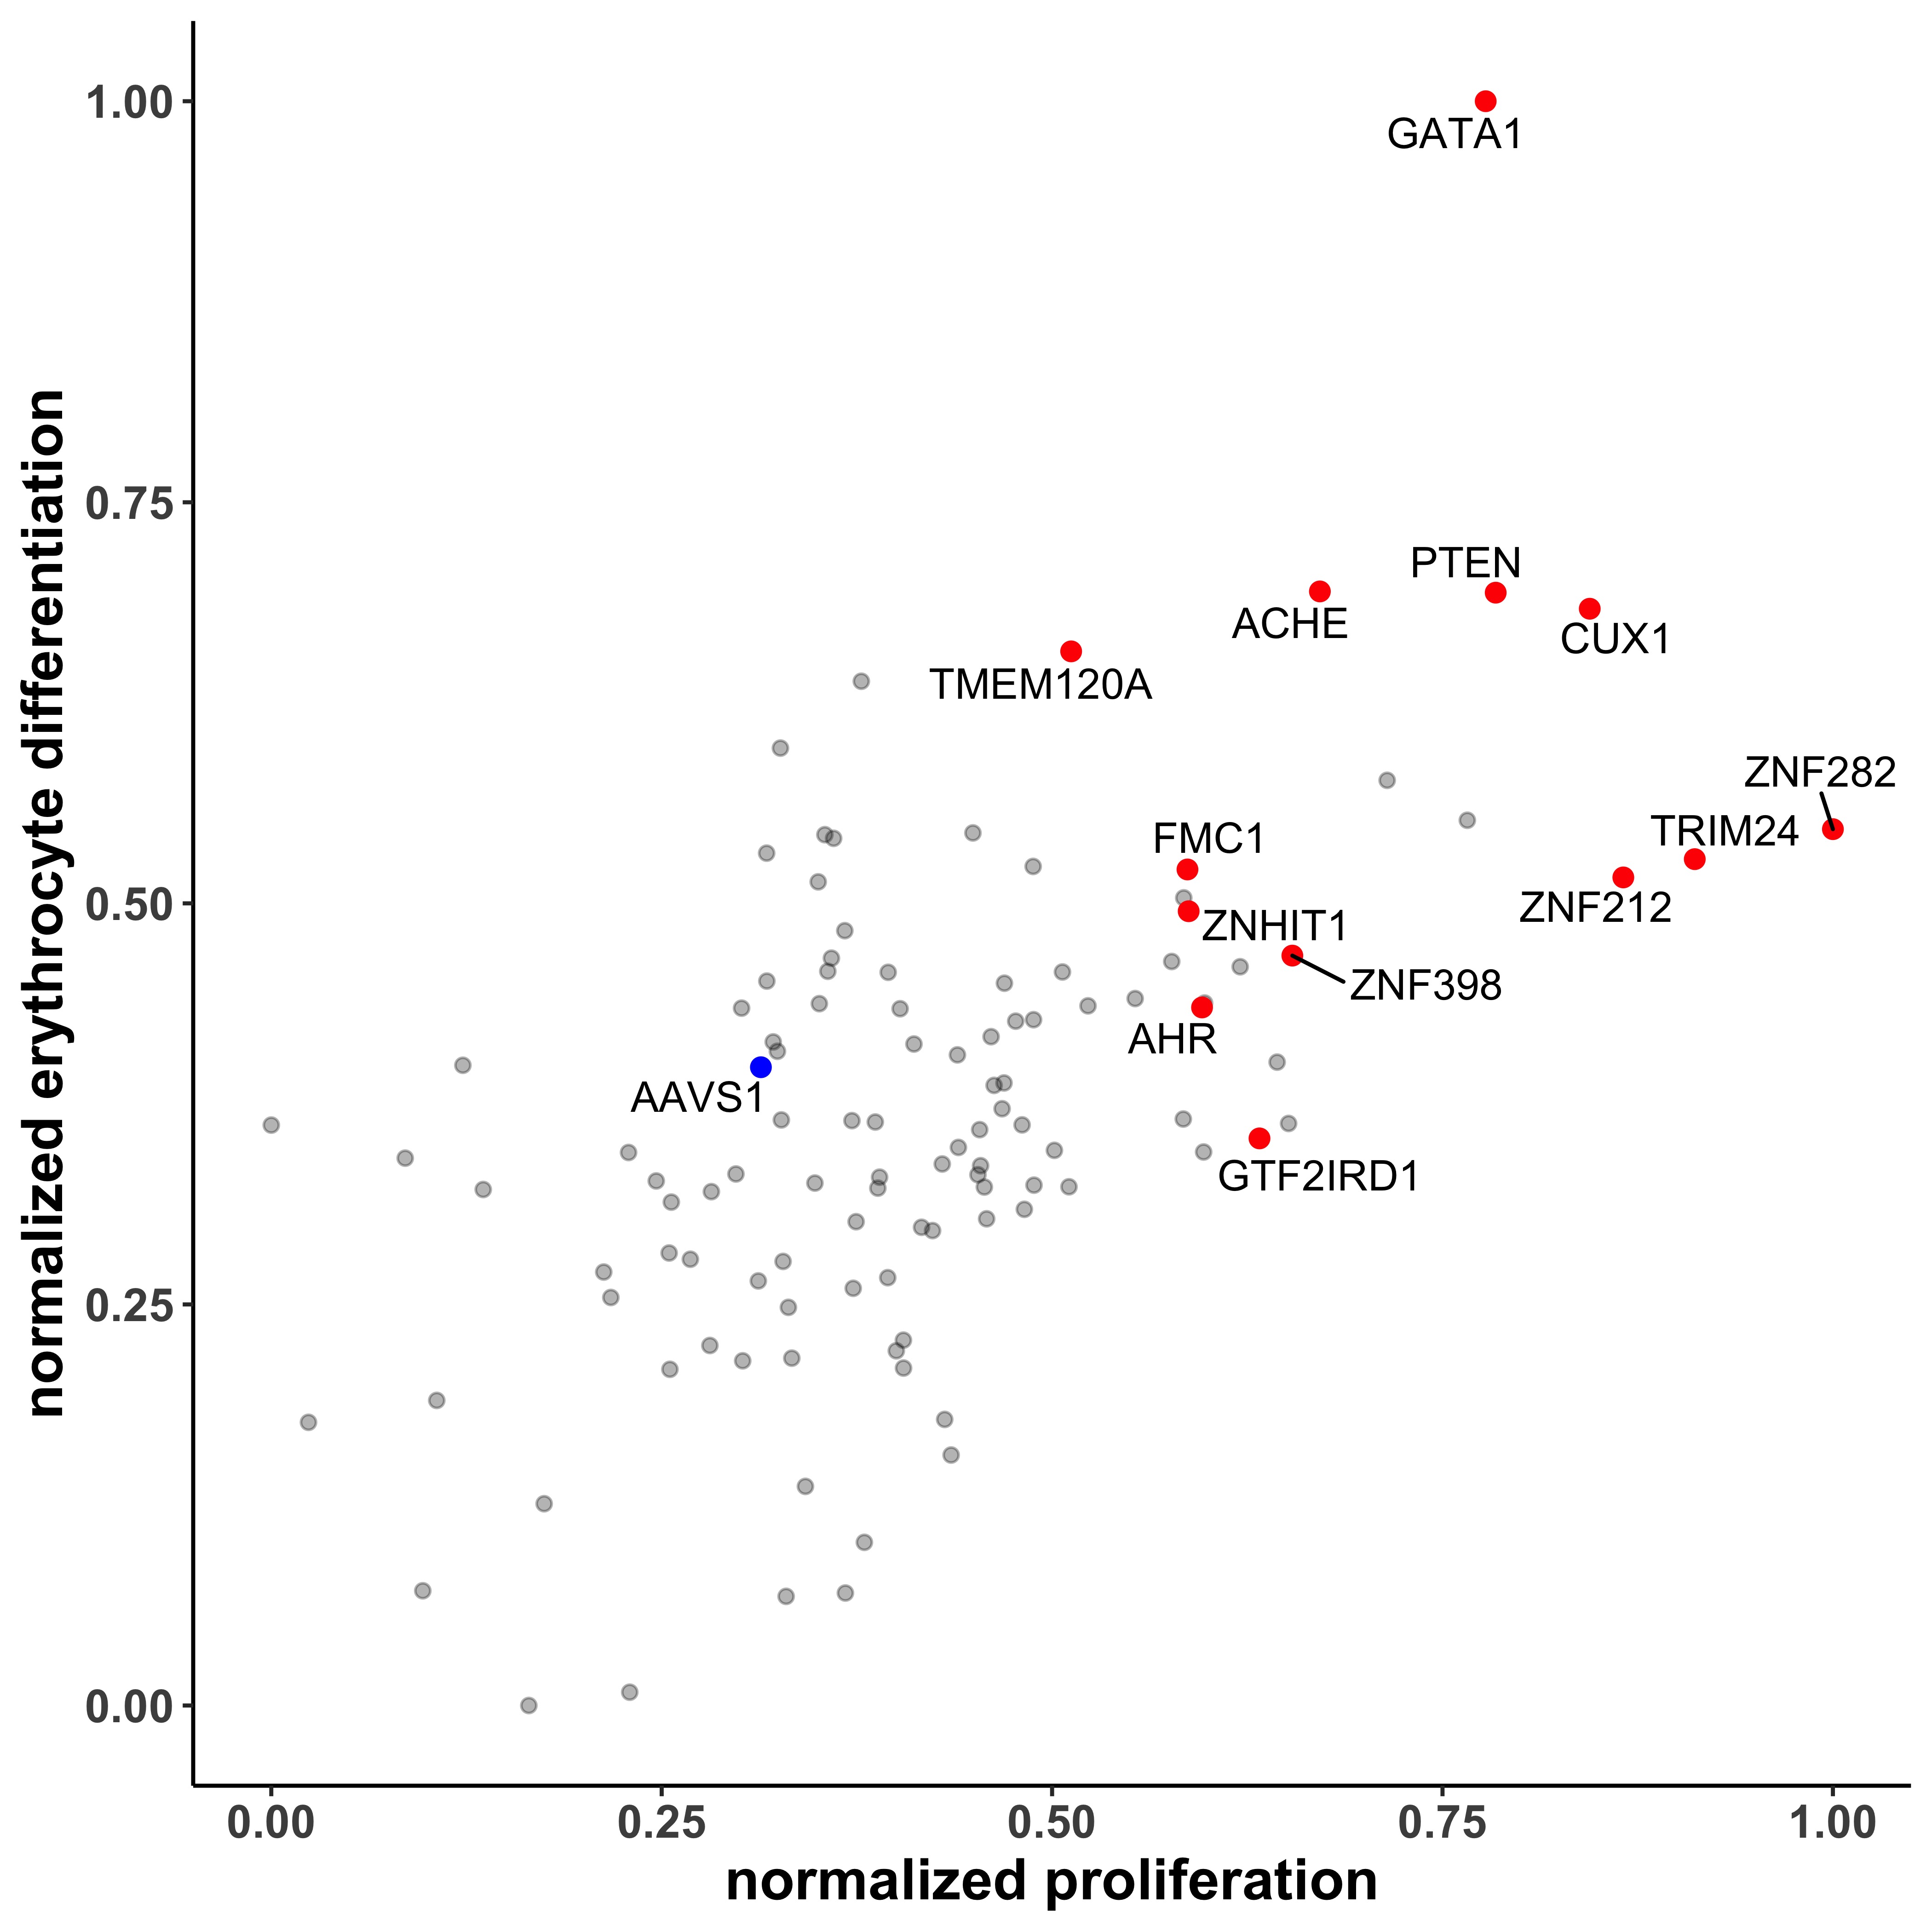 1.00
GATA1
0.75
PTEN
ACHE
CUX1
TMEM120A
ZNF282
TRIM24
FMC1
0.50
ZNF212
ZNHIT1
ZNF398
AHR
AAVS1
GTF2IRD1
0.25
0.00
normalized erythrocyte differentiation
0.00 0.25 0.50 0.75 1.00
normalized proliferation